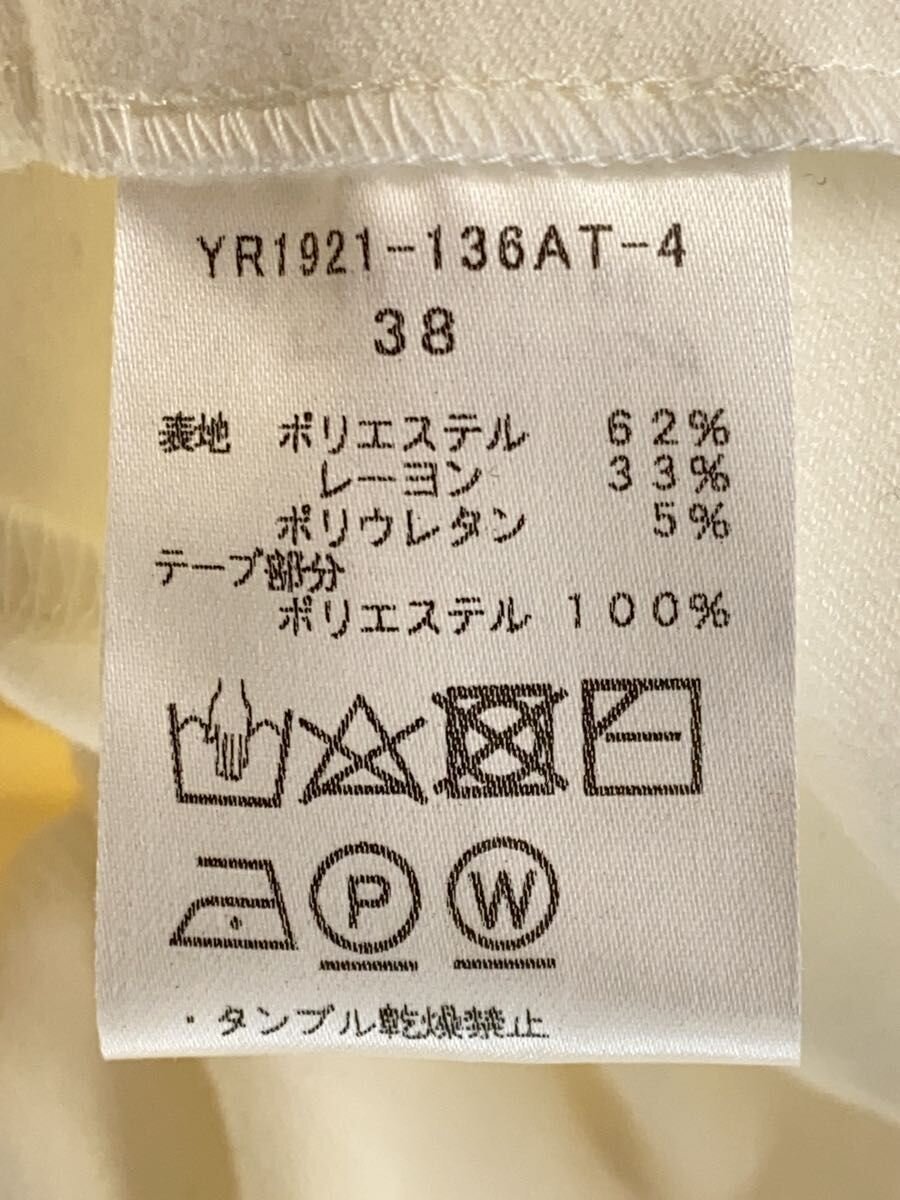 YR1921-136AT-4
38
表地 ポリエステル 62%
レーヨン 33%
ポリウレタン 5%
テープ部分
ポリエステル 100%
P W
・タンブル乾燥禁止